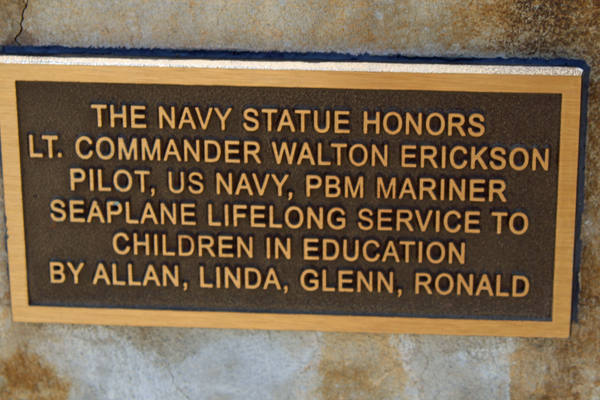 THE NAVY STATUE HONORS
LT. COMMANDER WALTON ERICKSON
PILOT, US NAVY, PBM MARINER
SEAPLANE LIFELONG SERVICE TO
CHILDREN IN EDUCATION
BY ALLAN, LINDA, GLENN, RONALD